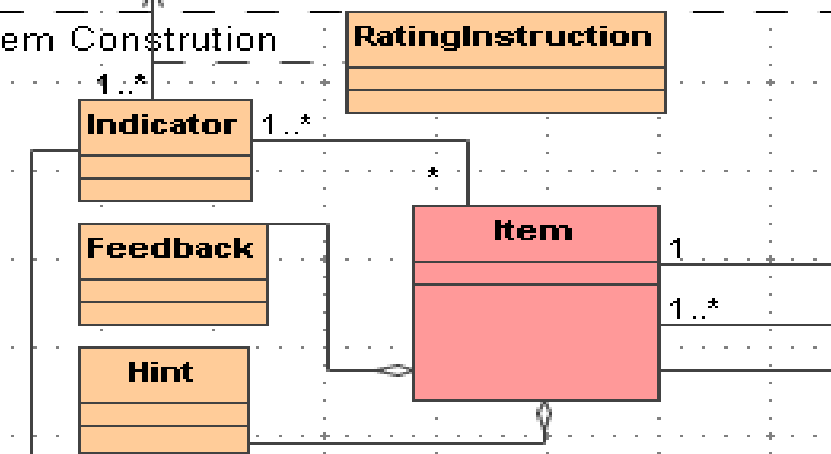 em Constrution
RatingInstruction
1..*
Indicator
1..*
*
Item
Feedback
1
1..*
Hint